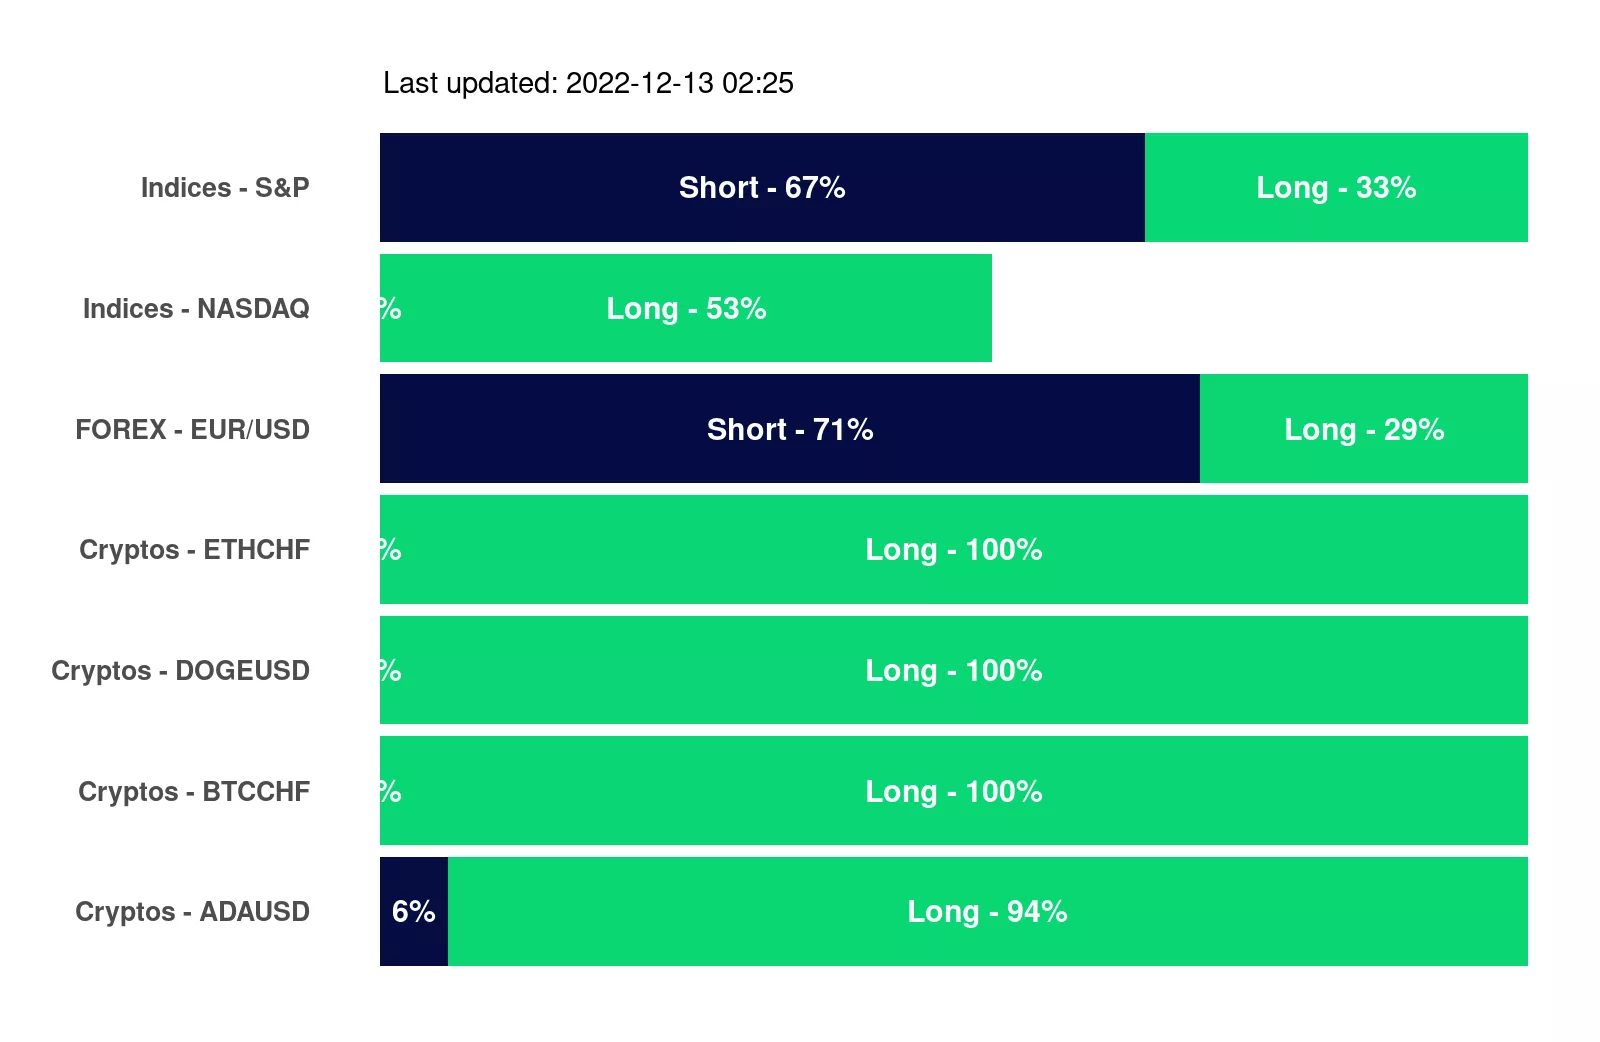 Last updated: 2022-12-13 02:25
Indices - S&P Short - 67% Long - 33%
Indices - NASDAQ % Long - 53%
FOREX - EUR/USD Short - 71% Long - 29%
Cryptos - ETHCHF % Long - 100%
Cryptos - DOGEUSD % Long - 100%
Cryptos - BTCCHF % Long - 100%
Cryptos - ADAUSD 6% Long - 94%